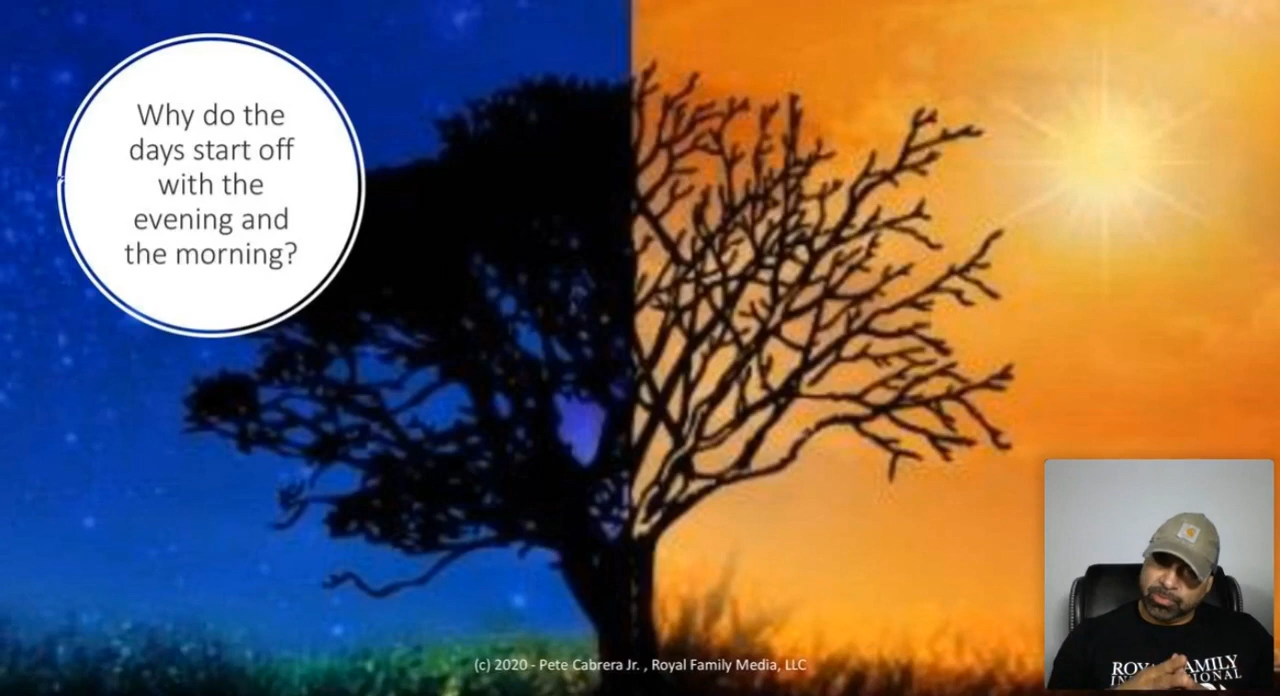 Why do the
days start off
with the
evening and
the morning?
(c) 2020 - Pete Cabrera Jr. , Royal Family Media, LLC